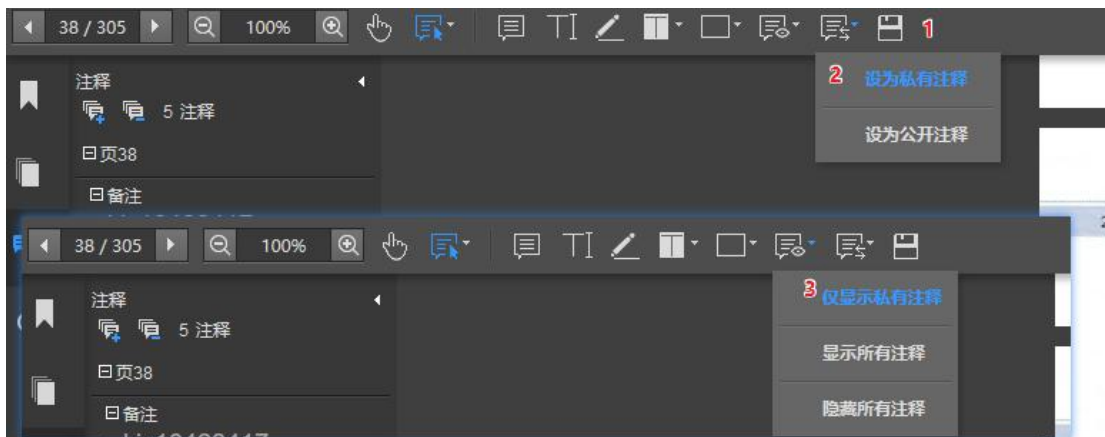 38 / 305 100% 1
注释
5 注释
页38
备注
2 设为私有注释
设为公开注释
2
38 / 305 100%
注释
5 注释
页38
备注
3 仅显示私有注释
显示所有注释
隐藏所有注释